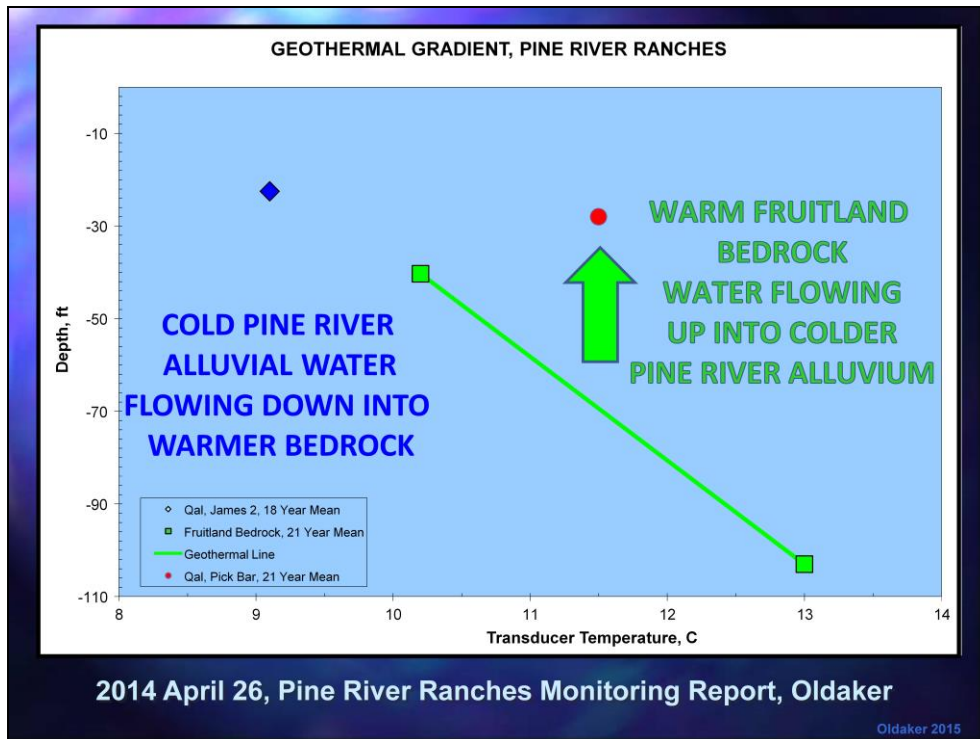 GEOTHERMAL GRADIENT, PINE RIVER RANCHES
-10
-30
-50
-70
-90
-110
Depth, ft
WARM FRUITLAND
BEDROCK
WATER FLOWING
UP INTO COLDER
PINE RIVER ALLUVIUM
COLD PINE RIVER
ALLUVIAL WATER
FLOWING DOWN INTO
WARMER BEDROCK
Qal, James 2, 18 Year Mean
Fruitland Bedrock, 21 Year Mean
Geothermal Line
Qal, Pick Bar, 21 Year Mean
8 9 10 11 12 13 14
Transducer Temperature, C
2014 April 26, Pine River Ranches Monitoring Report, Oldaker
Oldaker 2015